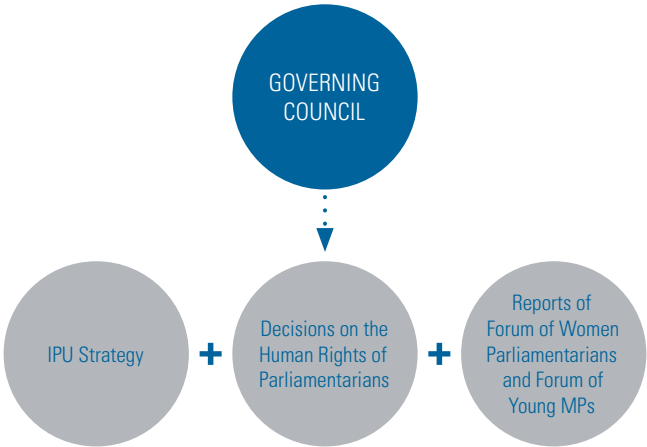 GOVERNING
COUNCIL
IPU Strategy
+
Decisions on the
Human Rights of
Parliamentarians
+
Reports of
Forum of Women
Parliamentarians
and Forum of
Young MPs